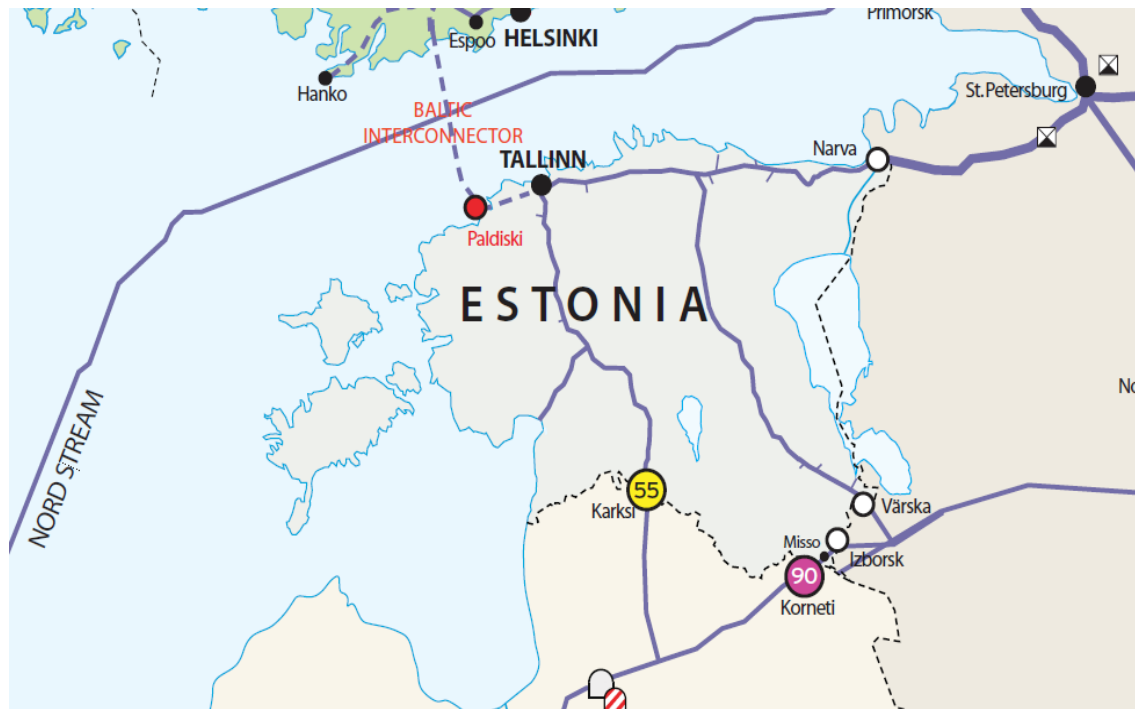 Primorsk
Espoo
HELSINKI
Hanko
St.Petersburg
BALTIC
INTERCONNECTOR
Narva
TALLINN
Paldiski
ESTONIA
No
NORD STREAM
55
Karksi
Värska
Misso
Izborsk
90
Korneti